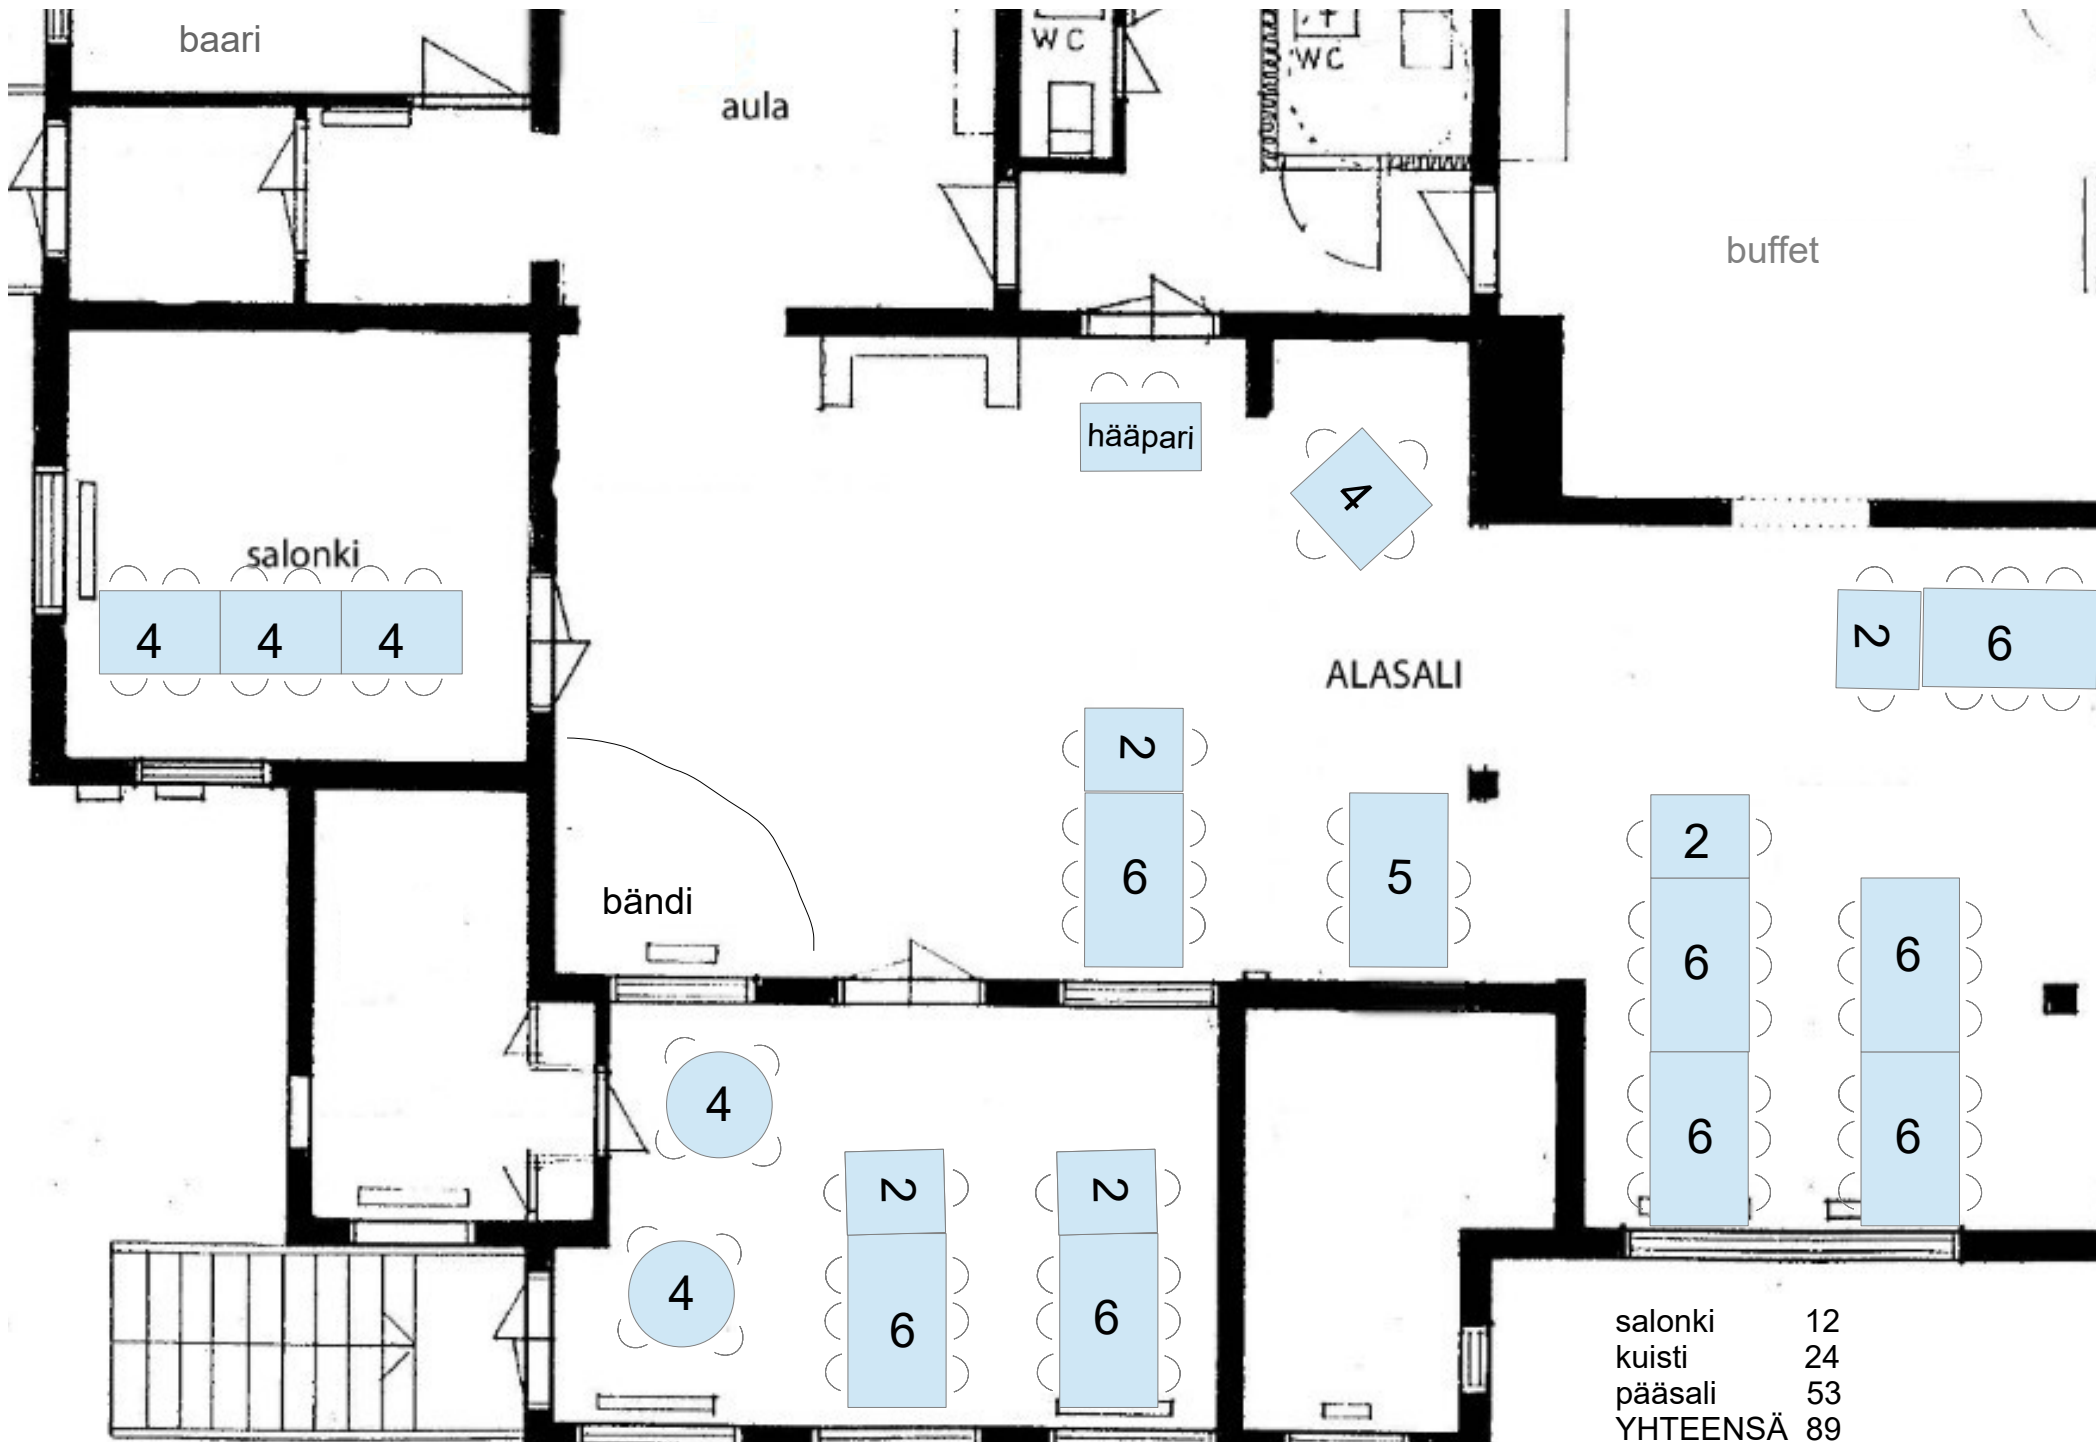 baari
WC
WC
aula
buffet
hääpari
4
salonki
4 4 4
2 6
ALASALI
2
6
5
2
6
6
6
6
bändi
4
4
2
6
2
6
salonki 12
kuisti 24
pääsali 53
YHTEENSÄ 89